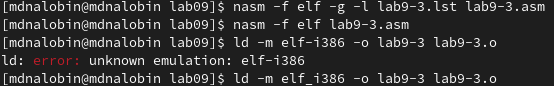 [mdnalobin@mdnalobin lab09]$ nasm -f elf -g -l lab9-3.lst lab9-3.asm
[mdnalobin@mdnalobin lab09]$ nasm -f elf lab9-3.asm
[mdnalobin@mdnalobin lab09]$ ld -m elf-i386 -o lab9-3 lab9-3.o
ld: error: unknown emulation: elf-i386
[mdnalobin@mdnalobin lab09]$ ld -m elf_i386 -o lab9-3 lab9-3.o